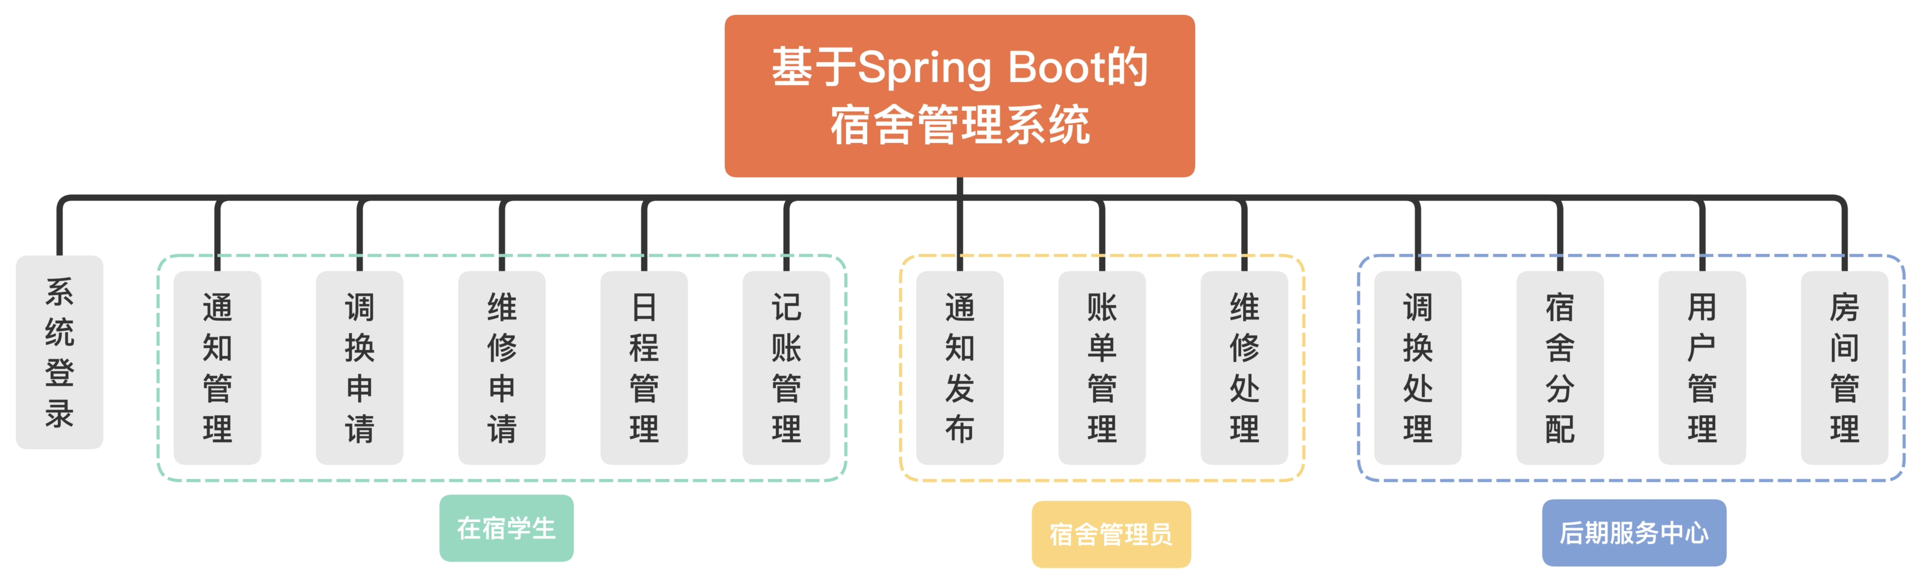 基于Spring Boot的
宿舍管理系统
系统登录
通知管理
调换申请
维修申请
日程管理
记账管理
通知发布
账单管理
维修处理
调换处理
宿舍分配
用户管理
房间管理
在宿学生
宿舍管理员
后期服务中心